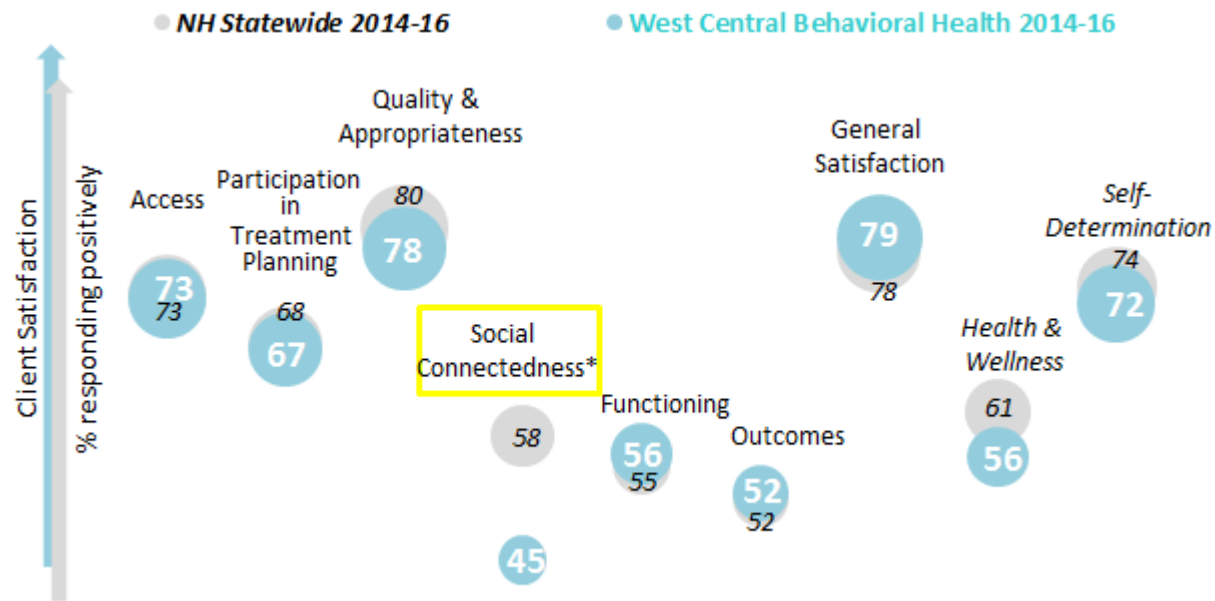 NH Statewide 2014-16
West Central Behavioral Health 2014-16
Client Satisfaction
% responding positively
Access
73
73
Participation
in
Treatment
Planning
68
67
Quality &
Appropriateness
80
78
Social
Connectedness*
58
45
Functioning
56
55
Outcomes
52
52
General
Satisfaction
79
78
Health &
Wellness
61
56
Self-
Determination
74
72